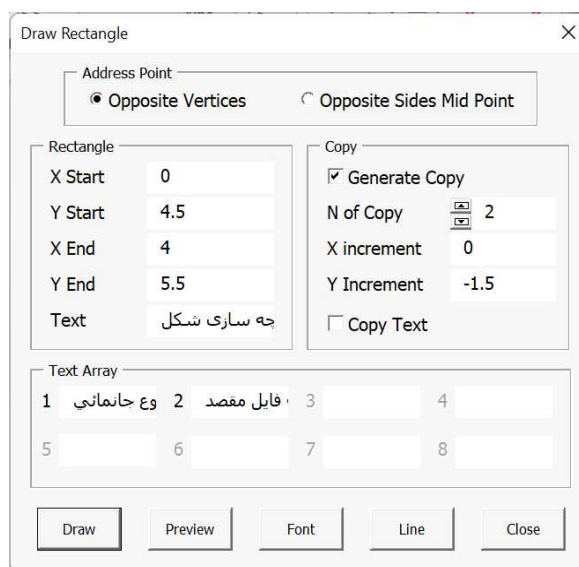 Draw Rectangle
Address Point
Opposite Vertices Opposite Sides Mid Point
Rectangle
X Start 0
Y Start 4.5
X End 4
Y End 5.5
Text چه سازی شکل
Copy
Generate Copy
N of Copy 2
X increment 0
Y Increment -1.5
Copy Text
Text Array
1 وع جانمائي 2 فایل مقصد 3 4
5 6 7 8
Draw Preview Font Line Close